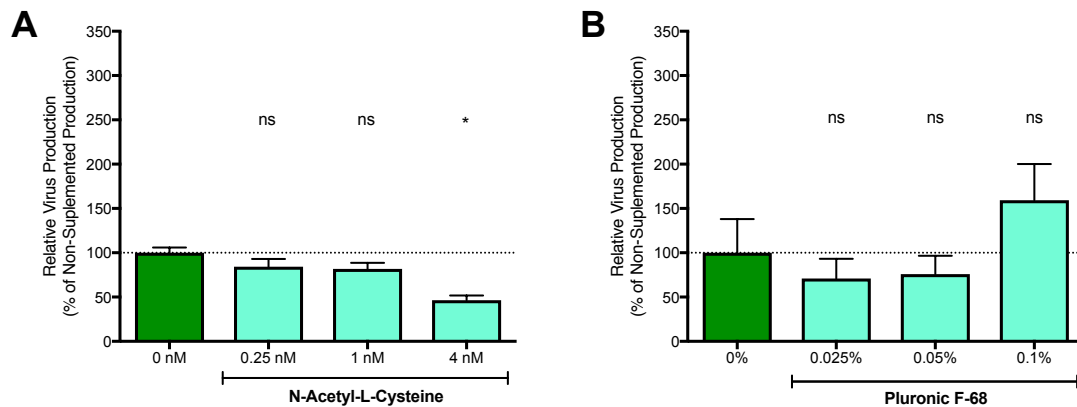 A
Relative Virus Production
(% of Non-Suplemented Production)
350
300
250
200
150
100
50
0
ns
ns
*
0 nM
0.25 nM
1 nM
4 nM
N-Acetyl-L-Cysteine
B
Relative Virus Production
(% of Non-Suplemented Production)
350
300
250
200
150
100
50
0
ns
ns
ns
0%
0.025%
0.05%
0.1%
Pluronic F-68